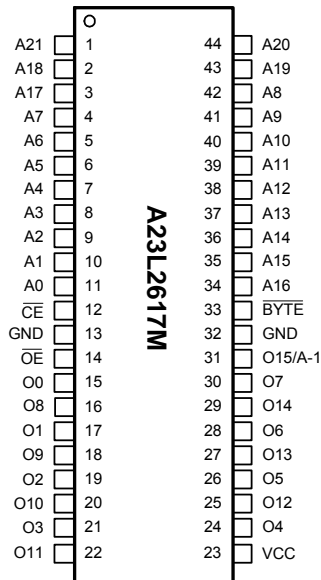 A21 1 44 A20
A18 2 43 A19
A17 3 42 A8
A7 4 41 A9
A6 5 40 A10
A5 6 39 A11
A4 7 38 A12
A3 8 37 A13
A2 9 36 A14
A1 10 35 A15
A0 11 34 A16
CE 12 33 BYTE
GND 13 32 GND
OE 14 31 O15/A-1
O0 15 30 O7
O8 16 29 O14
O1 17 28 O6
O9 18 27 O13
O2 19 26 O5
O10 20 25 O12
O3 21 24 O4
O11 22 23 VCC
A23L2617M